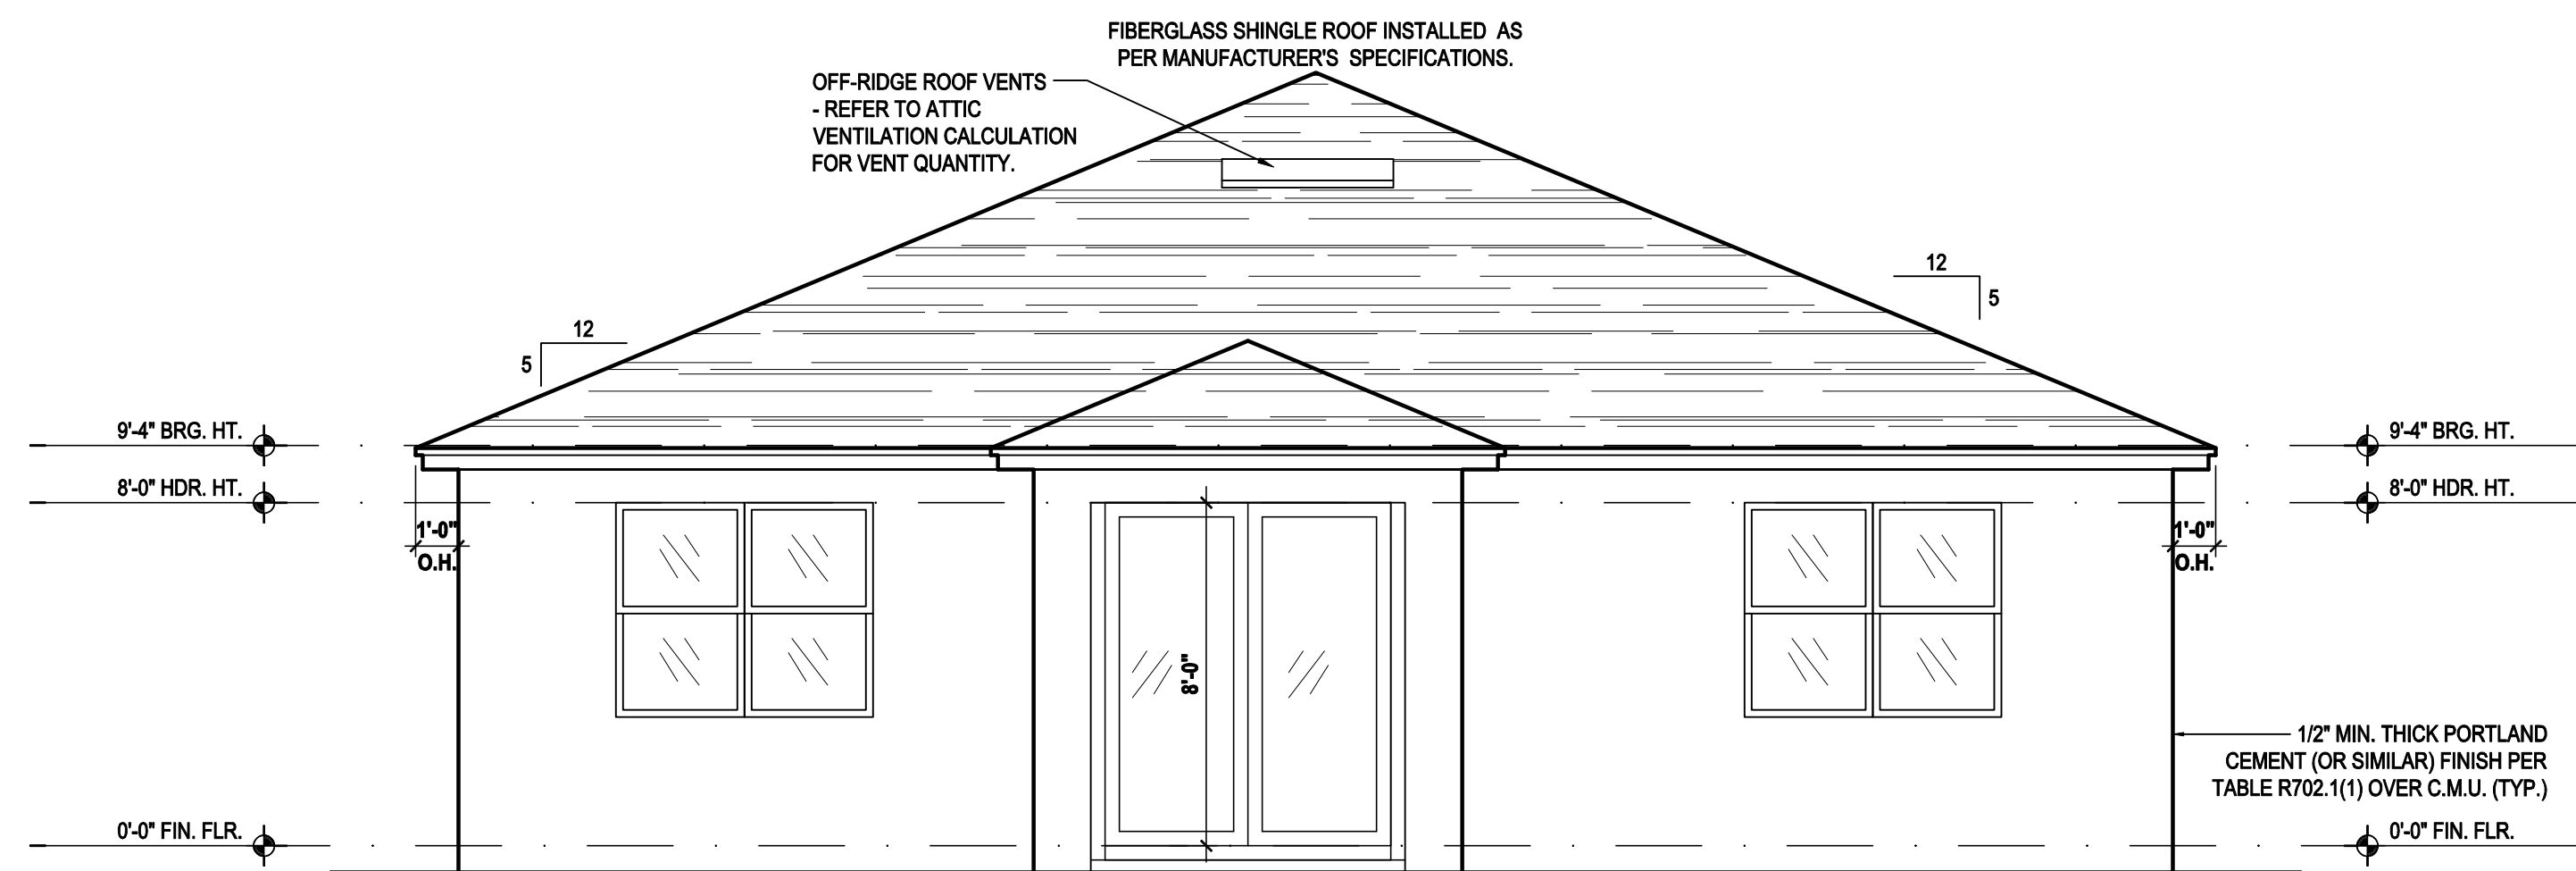 FIBERGLASS SHINGLE ROOF INSTALLED AS
PER MANUFACTURER'S SPECIFICATIONS.
OFF-RIDGE ROOF VENTS
- REFER TO ATTIC
VENTILATION CALCULATION
FOR VENT QUANTITY.
12
5
12
5
9'-4" BRG. HT.
9'-4" BRG. HT.
8'-0" HDR. HT.
8'-0" HDR. HT.
1'-0"
O.H.
1'-0"
O.H.
8'-0"
1/2" MIN. THICK PORTLAND
CEMENT (OR SIMILAR) FINISH PER
TABLE R702.1(1) OVER C.M.U. (TYP.)
0'-0" FIN. FLR.
0'-0" FIN. FLR.